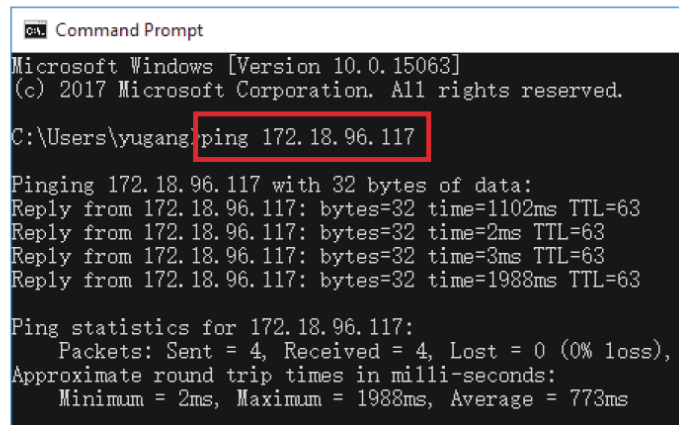 Command Prompt
Microsoft Windows [Version 10.0.15063]
(c) 2017 Microsoft Corporation. All rights reserved.
C:\Users\yugang>ping 172.18.96.117
Pinging 172.18.96.117 with 32 bytes of data:
Reply from 172.18.96.117: bytes=32 time=1102ms TTL=63
Reply from 172.18.96.117: bytes=32 time=2ms TTL=63
Reply from 172.18.96.117: bytes=32 time=3ms TTL=63
Reply from 172.18.96.117: bytes=32 time=1988ms TTL=63
Ping statistics for 172.18.96.117:
Packets: Sent = 4, Received = 4, Lost = 0 (0% loss),
Approximate round trip times in milli-seconds:
Minimum = 2ms, Maximum = 1988ms, Average = 773ms